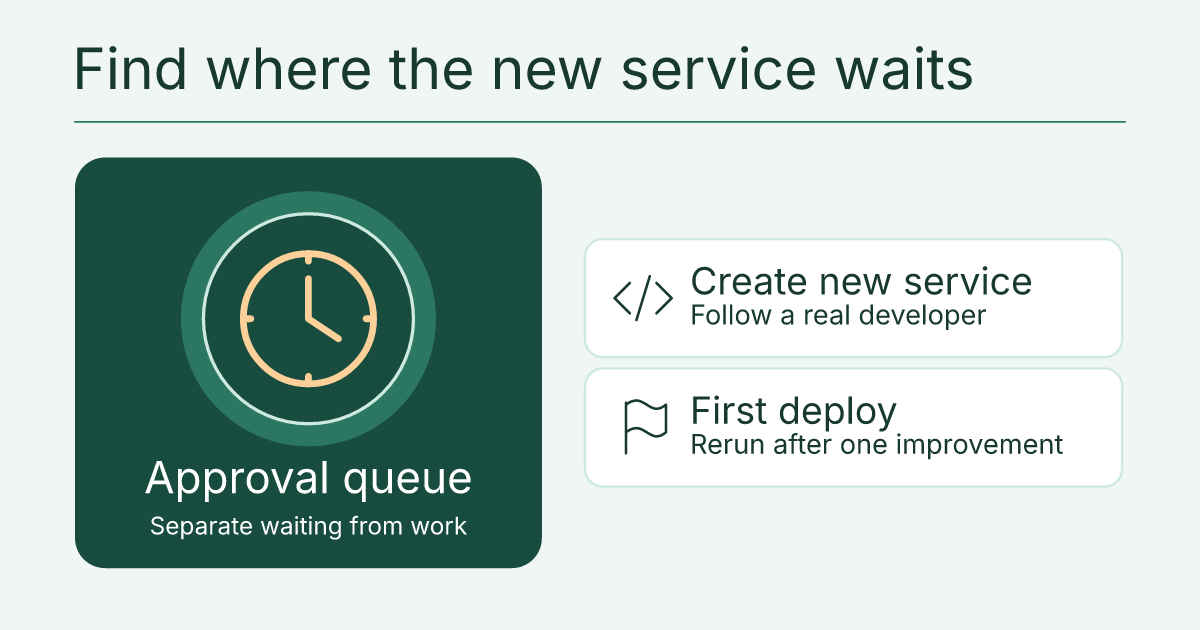 Find where the new service waits
Approval queue
Separate waiting from work
Create new service
Follow a real developer
First deploy
Rerun after one improvement